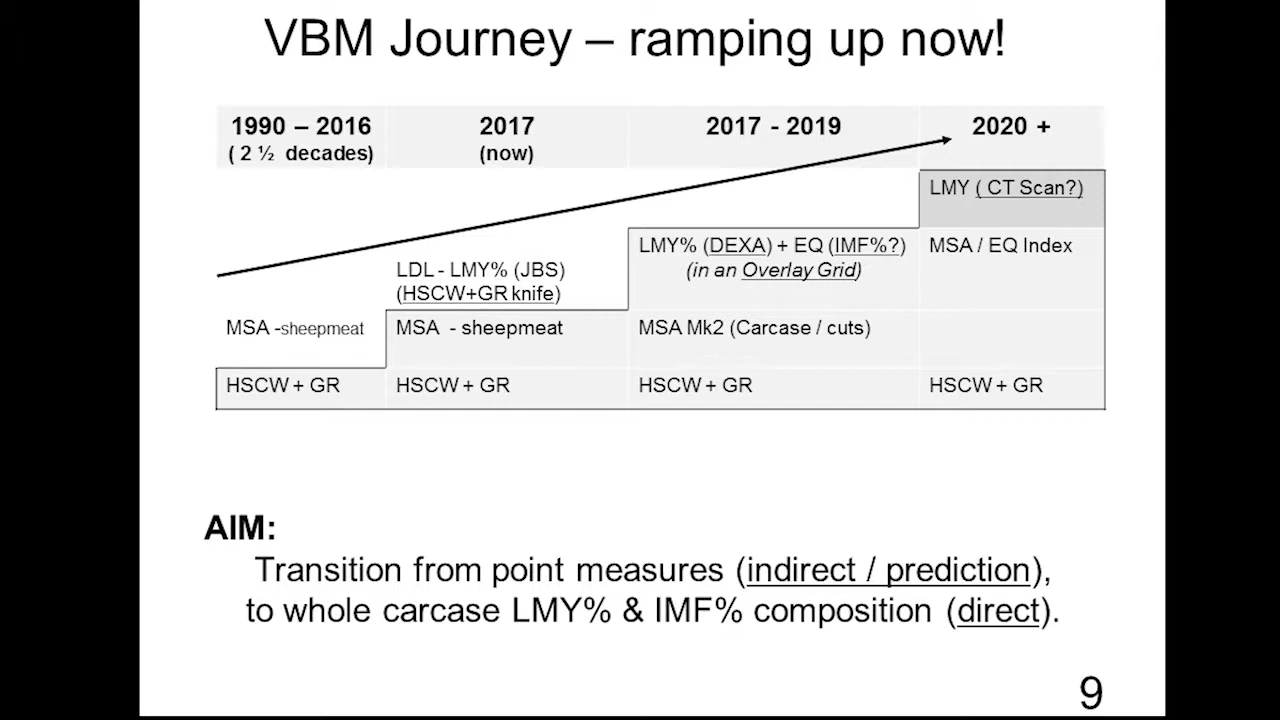 VBM Journey – ramping up now!
1990 – 2016
( 2 ½ decades)
2017
(now)
2017 - 2019
2020 +
LMY ( CT Scan?)
LDL - LMY% (JBS)
(HSCW+GR knife)
LMY% (DEXA) + EQ (IMF%?)
(in an Overlay Grid)
MSA / EQ Index
MSA -sheepmeat
MSA - sheepmeat
MSA Mk2 (Carcase / cuts)
HSCW + GR
HSCW + GR
HSCW + GR
HSCW + GR
AIM:
Transition from point measures (indirect / prediction),
to whole carcase LMY% & IMF% composition (direct).
9